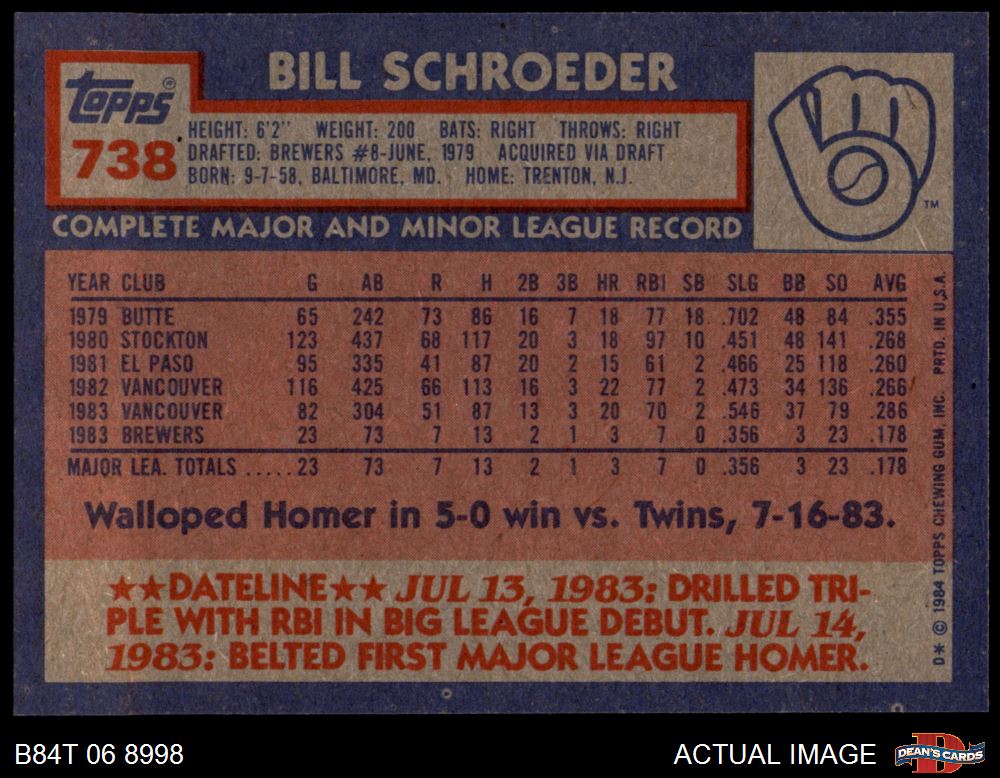 BILL SCHROEDER
Topps®
738
HEIGHT: 6'2" WEIGHT: 200 BATS: RIGHT THROWS: RIGHT
DRAFTED: BREWERS #8-JUNE, 1979 ACQUIRED VIA DRAFT
BORN: 9-7-58, BALTIMORE, MD. HOME: TRENTON, N.J.
TM
COMPLETE MAJOR AND MINOR LEAGUE RECORD
YEAR CLUB G AB R H 2B 3B HR RBI SB SLG BB SO AVG
1979 BUTTE 65 242 73 86 16 7 18 77 18 .702 48 84 .355
1980 STOCKTON 123 437 68 117 20 3 18 97 10 .451 48 141 .268
1981 EL PASO 95 335 41 87 20 2 15 61 2 .466 25 118 .260
1982 VANCOUVER 116 425 66 113 16 3 22 77 2 .473 34 136 .266
1983 VANCOUVER 82 304 51 87 13 3 20 70 2 .546 37 79 .286
1983 BREWERS 23 73 7 13 2 1 3 7 0 .356 3 23 .178
MAJOR LEA. TOTALS .....23 73 7 13 2 1 3 7 0 .356 3 23 .178
Walloped Homer in 5-0 win vs. Twins, 7-16-83.
★★DATELINE★★ JUL 13, 1983: DRILLED TRI-
PLE WITH RBI IN BIG LEAGUE DEBUT. JUL 14,
1983: BELTED FIRST MAJOR LEAGUE HOMER.
D* © 1984 TOPPS CHEWING GUM, INC. PRTD. IN U.S.A.
B84T 06 8998
ACTUAL IMAGE
DEAN'S CARDS